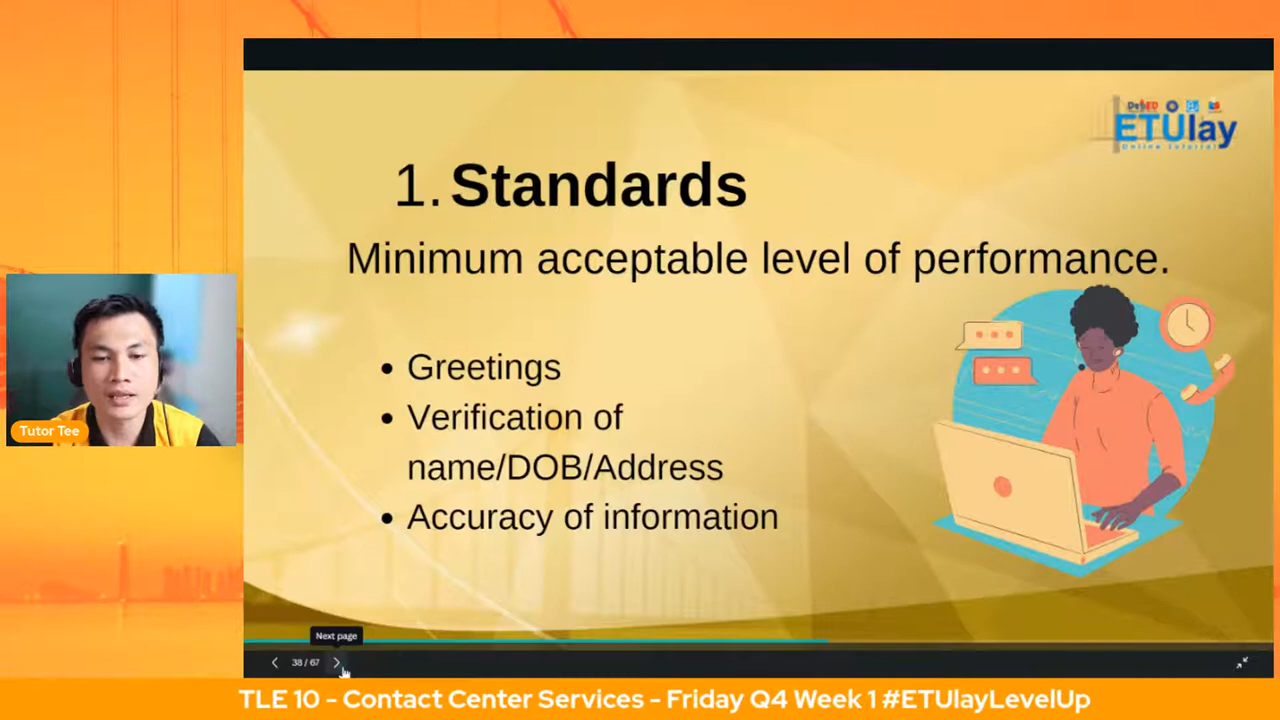 DepED
ETUlay
Online Tutorial
1. Standards
Minimum acceptable level of performance.
• Greetings
• Verification of
name/DOB/Address
• Accuracy of information
Tutor Tee
Next page
38 / 67
TLE 10 - Contact Center Services - Friday Q4 Week 1 #ETUlayLevelUp